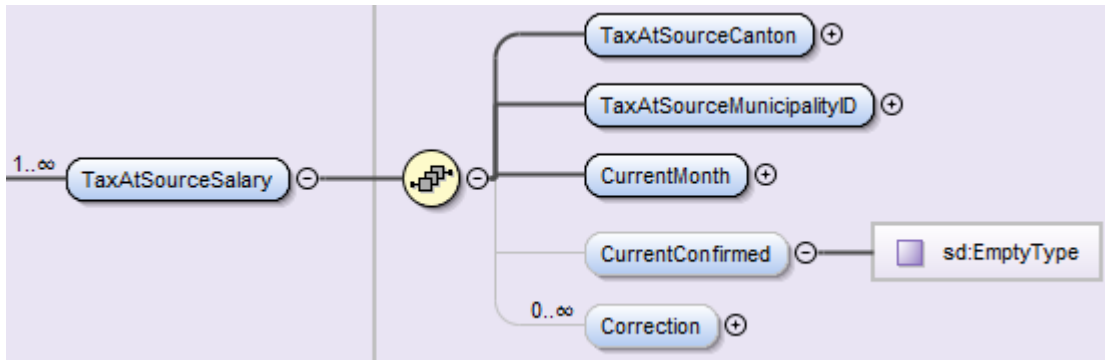 TaxAtSourceCanton
TaxAtSourceMunicipalityID
1..∞
TaxAtSourceSalary
CurrentMonth
CurrentConfirmed
sd:EmptyType
0..∞
Correction